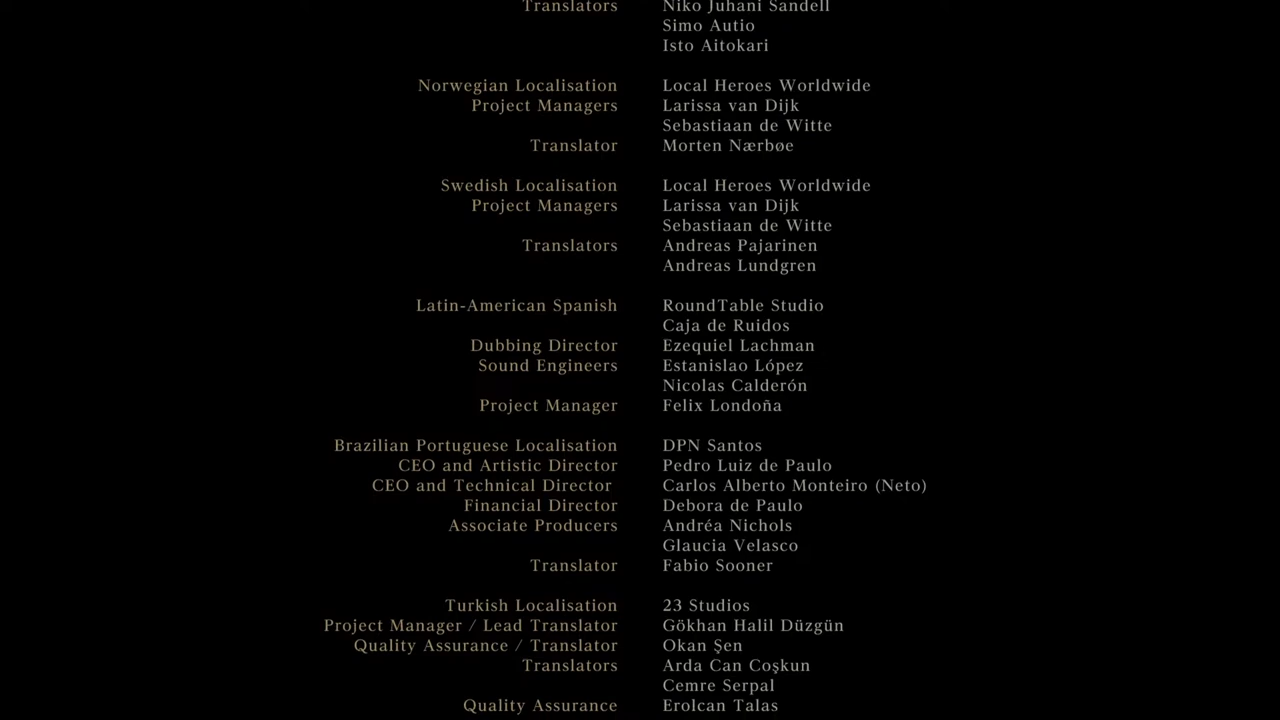 Translators Niko Juhani Sandell
Simo Autio
Isto Aitokari
Norwegian Localisation Local Heroes Worldwide
Project Managers Larissa van Dijk
Sebastiaan de Witte
Translator Morten Nærbøe
Swedish Localisation Local Heroes Worldwide
Project Managers Larissa van Dijk
Sebastiaan de Witte
Translators Andreas Pajarinen
Andreas Lundgren
Latin-American Spanish RoundTable Studio
Caja de Ruidos
Dubbing Director Ezequiel Lachman
Sound Engineers Estanislao López
Nicolas Calderón
Project Manager Felix Londoña
Brazilian Portuguese Localisation DPN Santos
CEO and Artistic Director Pedro Luiz de Paulo
CEO and Technical Director Carlos Alberto Monteiro (Neto)
Financial Director Debora de Paulo
Associate Producers Andréa Nichols
Glaucia Velasco
Translator Fabio Sooner
Turkish Localisation 23 Studios
Project Manager / Lead Translator Gökhan Halil Düzgün
Quality Assurance / Translator Okan Şen
Translators Arda Can Coşkun
Cemre Serpal
Quality Assurance Erolcan Talas